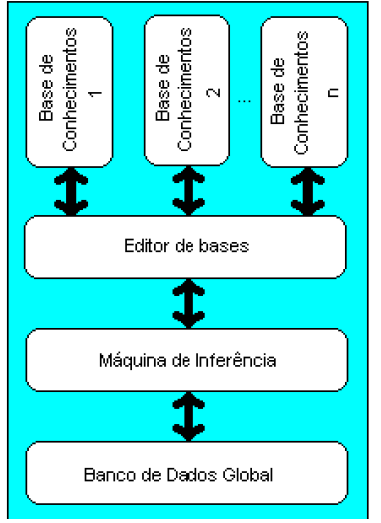 Base de
Conhecimentos
1
Base de
Conhecimentos
2
...
Base de
Conhecimentos
n
Editor de bases
Máquina de Inferência
Banco de Dados Global